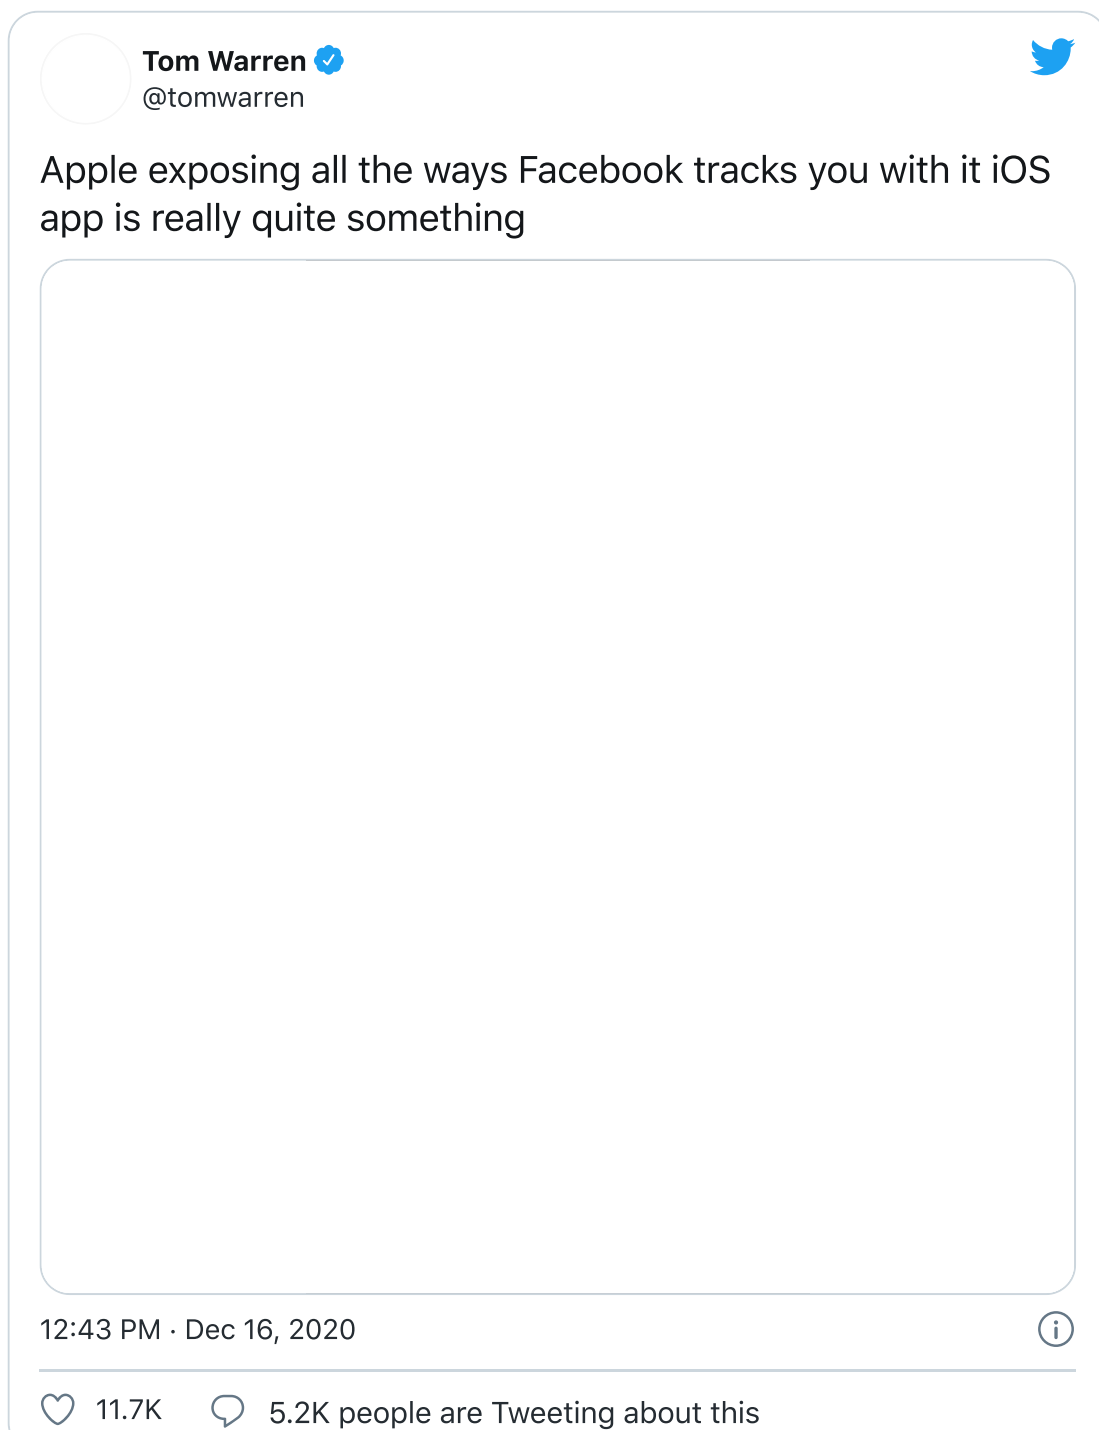 Tom Warren
@tomwarren
Apple exposing all the ways Facebook tracks you with it iOS
app is really quite something
12:43 PM · Dec 16, 2020
11.7K 5.2K people are Tweeting about this